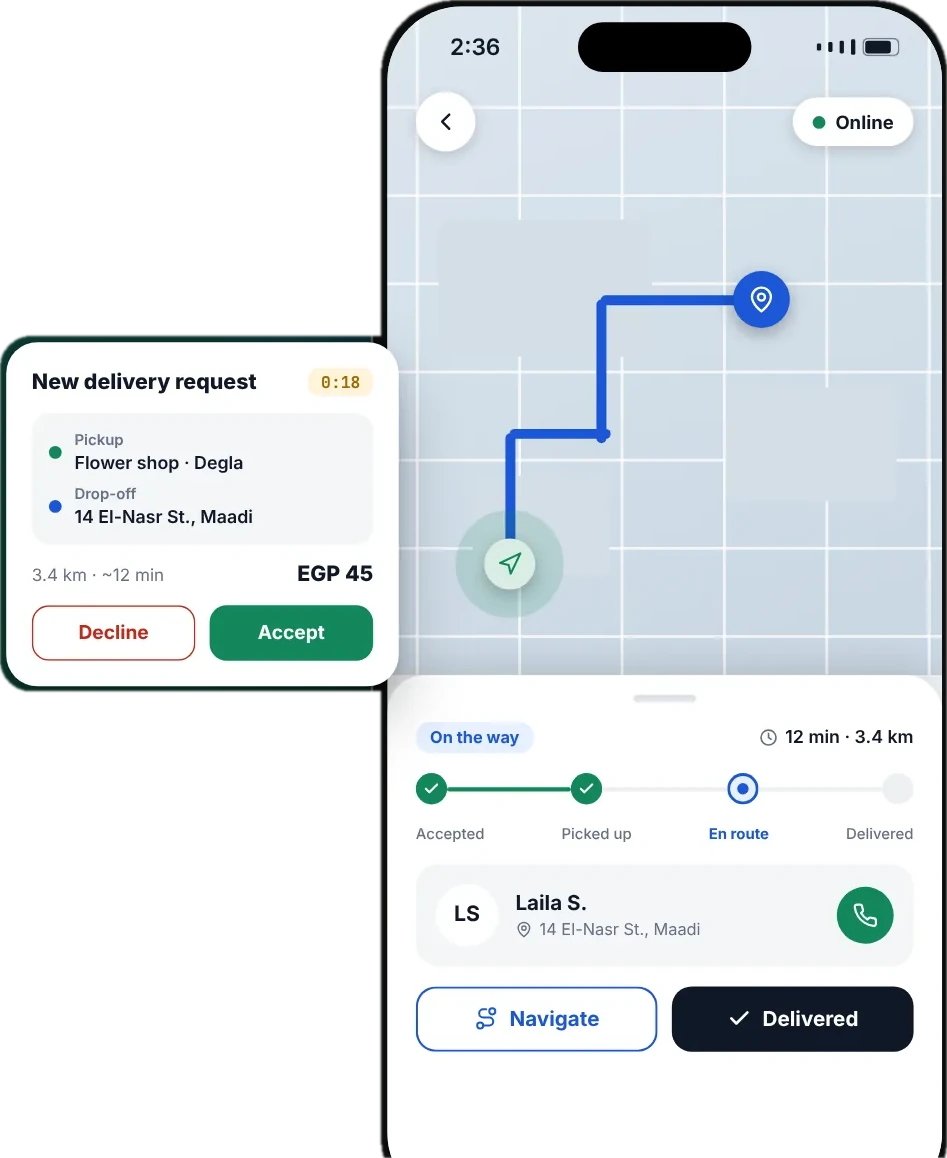 2:36
Online
New delivery request
0:18
Pickup
Flower shop · Degla
Drop-off
14 El-Nasr St., Maadi
3.4 km · ~12 min
EGP 45
Decline
Accept
On the way
12 min · 3.4 km
Accepted
Picked up
En route
Delivered
LS
Laila S.
14 El-Nasr St., Maadi
Navigate
Delivered